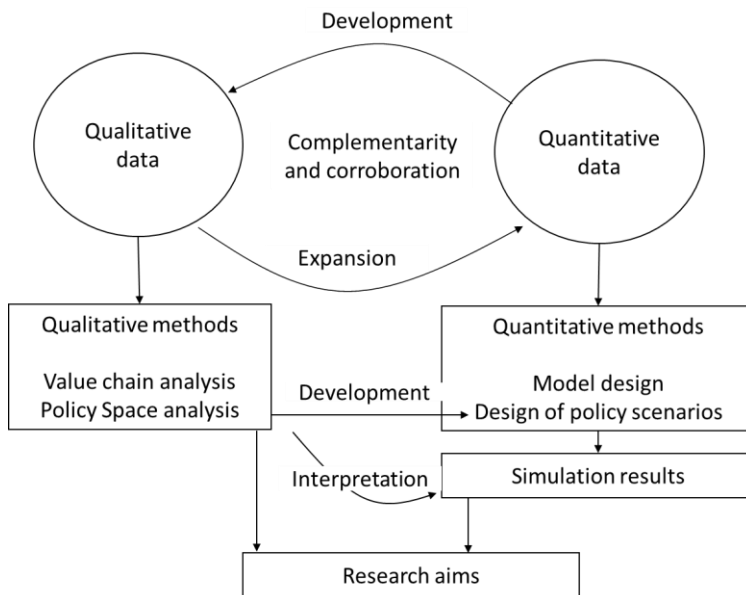 Development
Qualitative
data
Complementarity
and corroboration
Quantitative
data
Expansion
Qualitative methods
Value chain analysis
Policy Space analysis
Development
Quantitative methods
Model design
Design of policy scenarios
Interpretation
Simulation results
Research aims